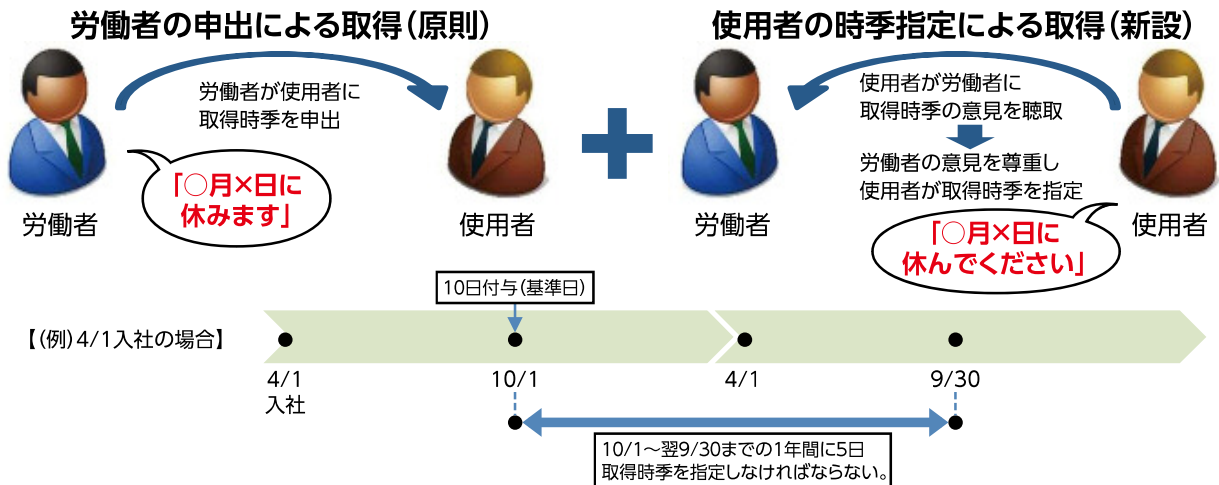 労働者の申出による取得(原則)
労働者が使用者に
取得時季を申出
「○月×日に
休みます」
労働者
使用者
使用者の時季指定による取得(新設)
使用者が労働者に
取得時季の意見を聴取
労働者の意見を尊重し
使用者が取得時季を指定
「○月×日に
休んでください」
労働者
使用者
10日付与(基準日)
【(例)4/1入社の場合】
4/1
入社
10/1
4/1
9/30
10/1～翌9/30までの1年間に5日
取得時季を指定しなければならない。